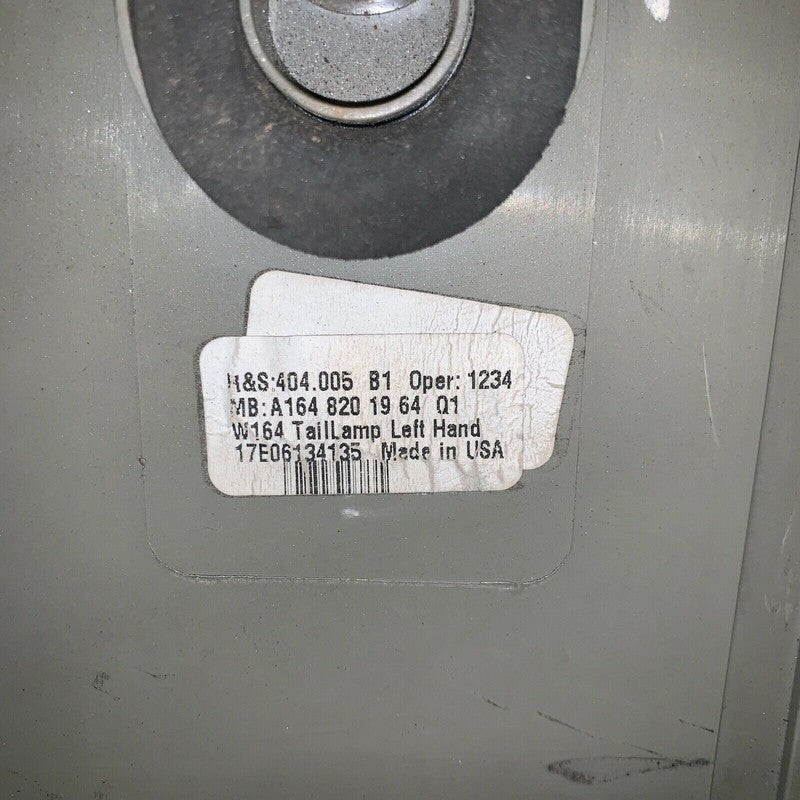 H&S:404.005 B1 Oper: 1234
MB:A164 820 19 64 Q1
W164 TailLamp Left Hand
17E06134135 Made in USA